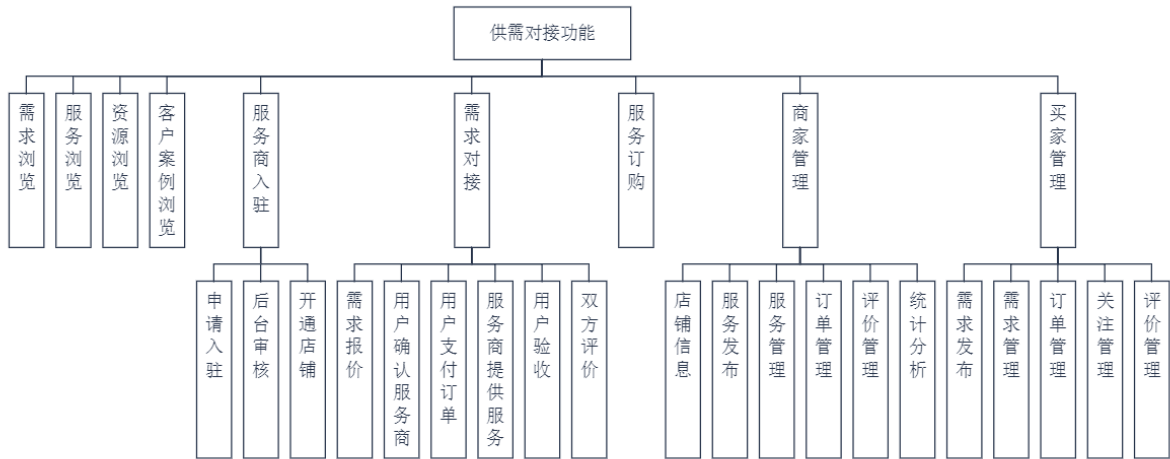 供需对接功能
需求浏览
服务浏览
资源浏览
客户案例浏览
服务商入驻
需求对接
服务订购
商家管理
买家管理
申请入驻
后台审核
开通店铺
需求报价
用户确认服务商
用户支付订单
服务商提供服务
用户验收
双方评价
店铺信息
服务发布
服务管理
订单管理
评价管理
统计分析
需求发布
需求管理
订单管理
关注管理
评价管理